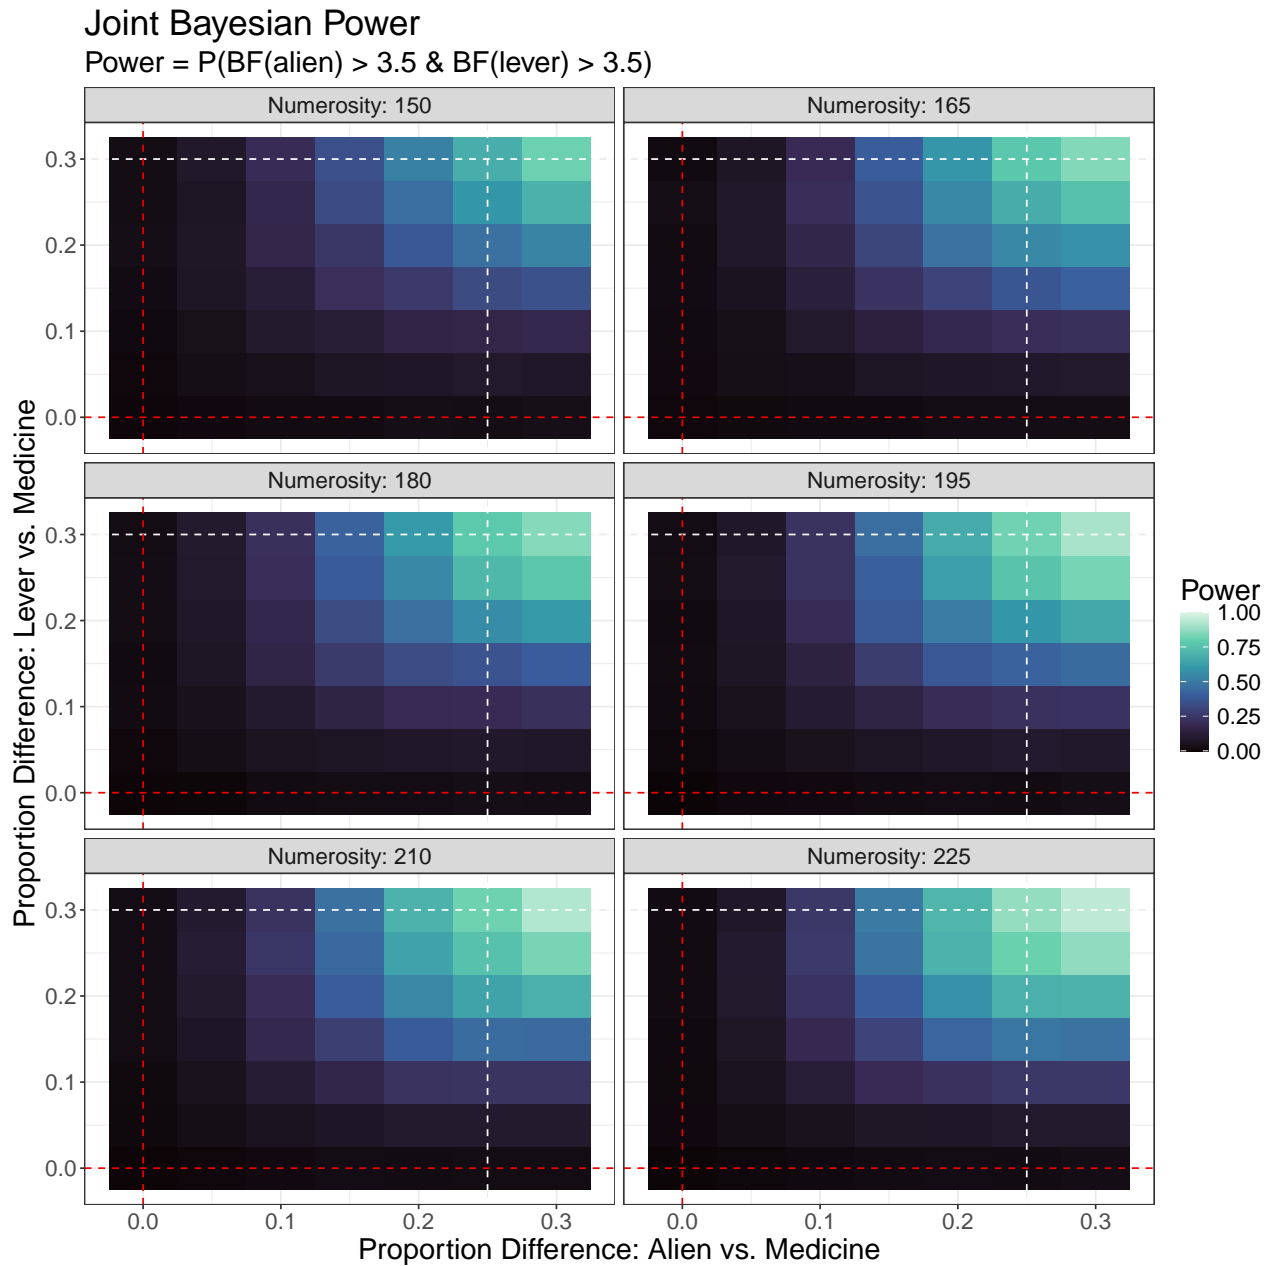 Joint Bayesian Power
Power = P(BF(alien) > 3.5 & BF(lever) > 3.5)
Numerosity: 150
Numerosity: 165
0.3
0.2
0.1
0.0
Numerosity: 180
Numerosity: 195
0.3
0.2
0.1
0.0
Numerosity: 210
Numerosity: 225
0.3
0.2
0.1
0.0
0.0 0.1 0.2 0.3
0.0 0.1 0.2 0.3
Proportion Difference: Alien vs. Medicine
Proportion Difference: Lever vs. Medicine
Power
1.00
0.75
0.50
0.25
0.00